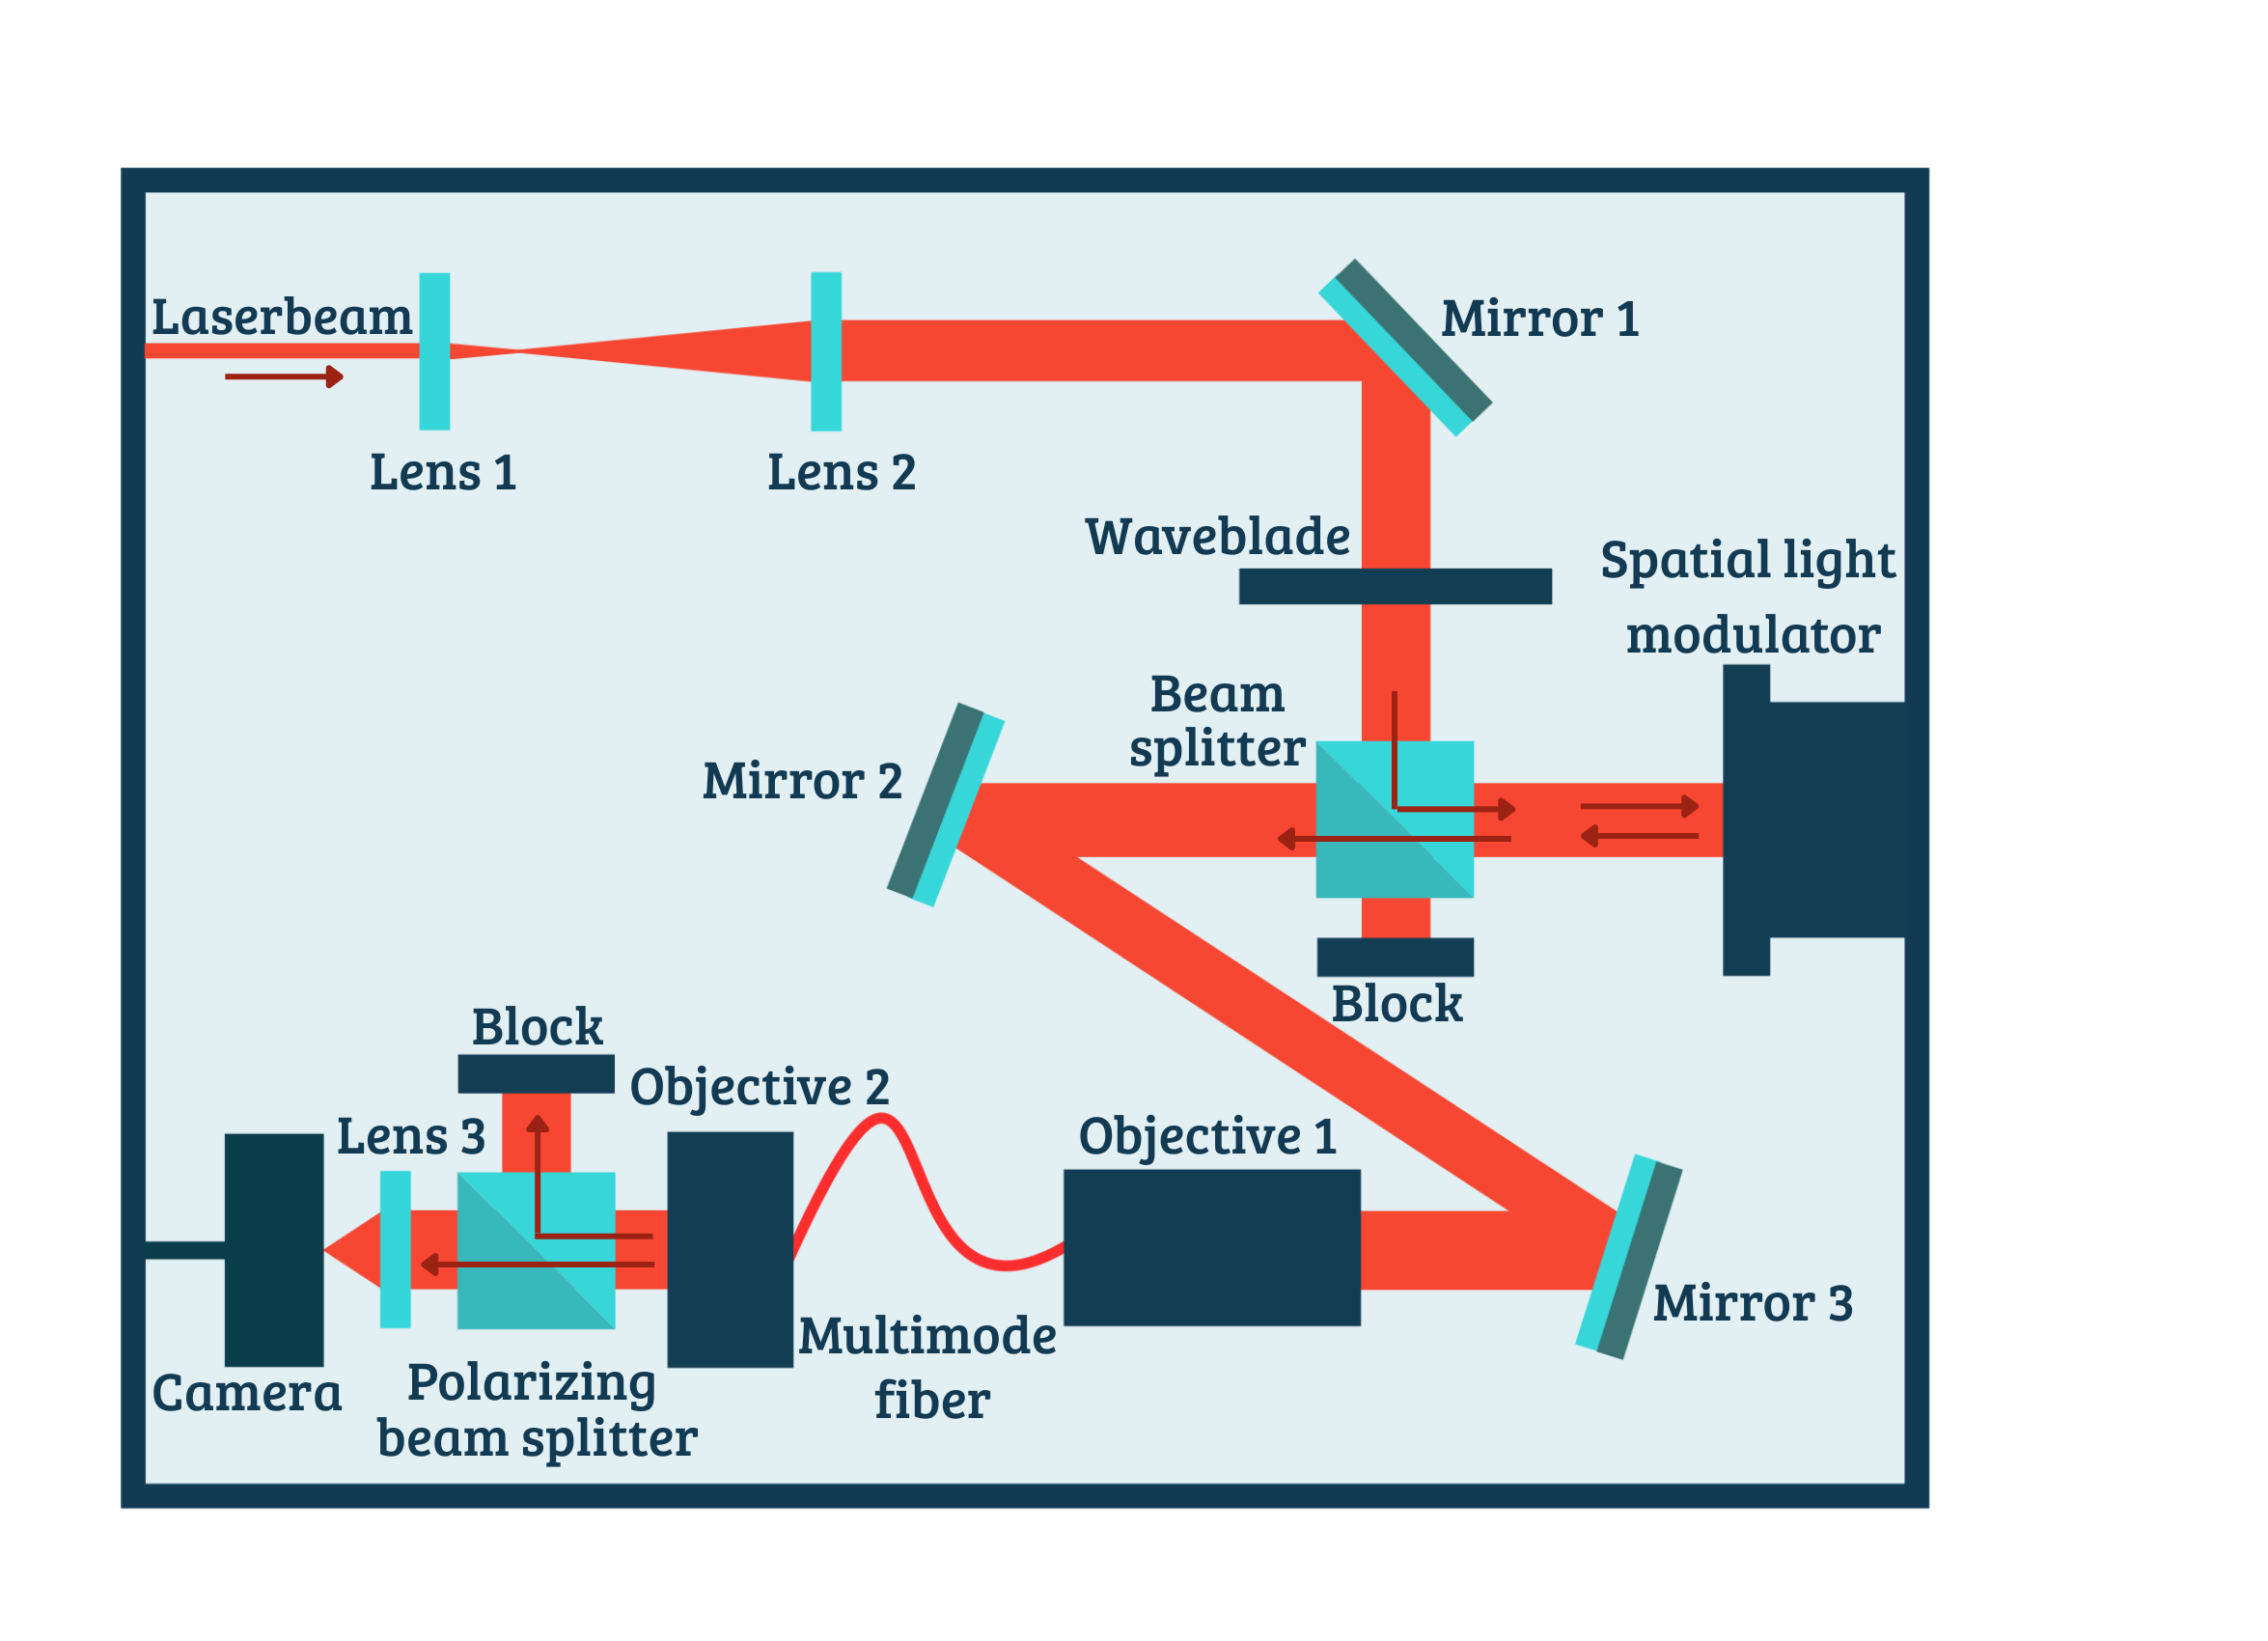 Laserbeam
Mirror 1
Lens 1
Lens 2
Waveblade
Spatial light
modulator
Beam
splitter
Mirror 2
Block
Block
Objective 2
Lens 3
Objective 1
Mirror 3
Multimode
fiber
Camera
Polarizing
beam splitter